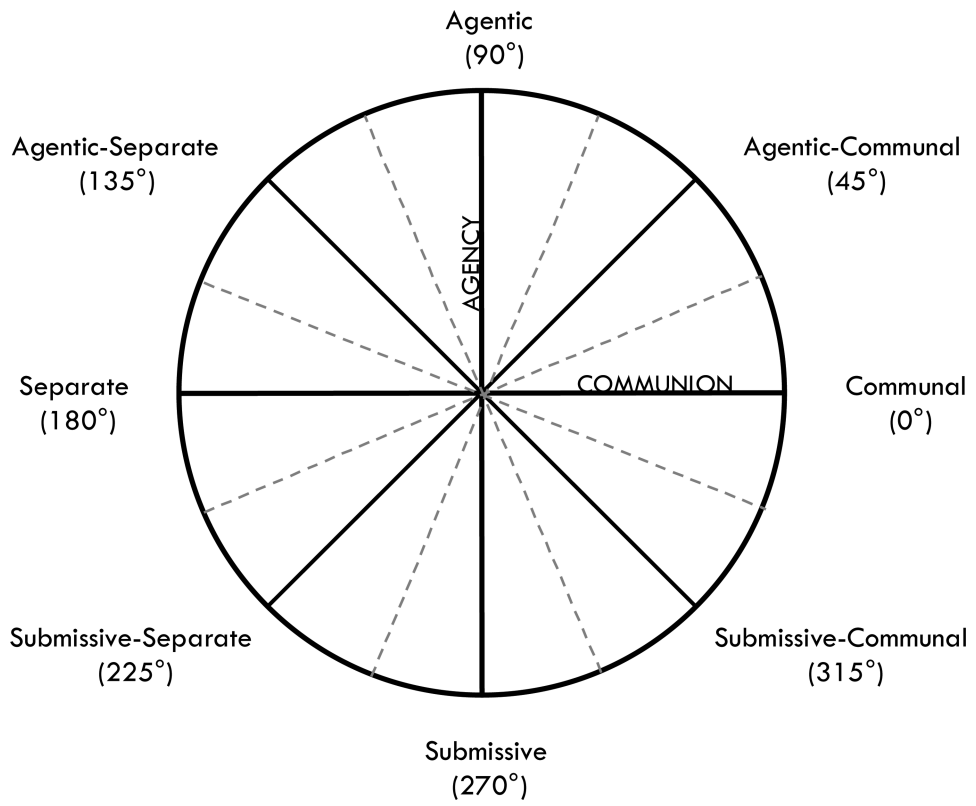 Agentic
(90°)
Agentic-Separate
(135°)
Agentic-Communal
(45°)
AGENCY
COMMUNION
Separate
(180°)
Communal
(0°)
Submissive-Separate
(225°)
Submissive-Communal
(315°)
Submissive
(270°)